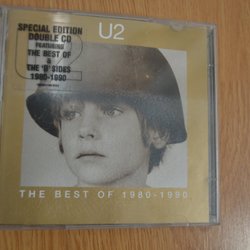 U2
SPECIAL EDITION
DOUBLE CD
FEATURING
THE BEST OF
&
THE 'B' SIDES
1980-1990
THE BEST OF 1980-1990